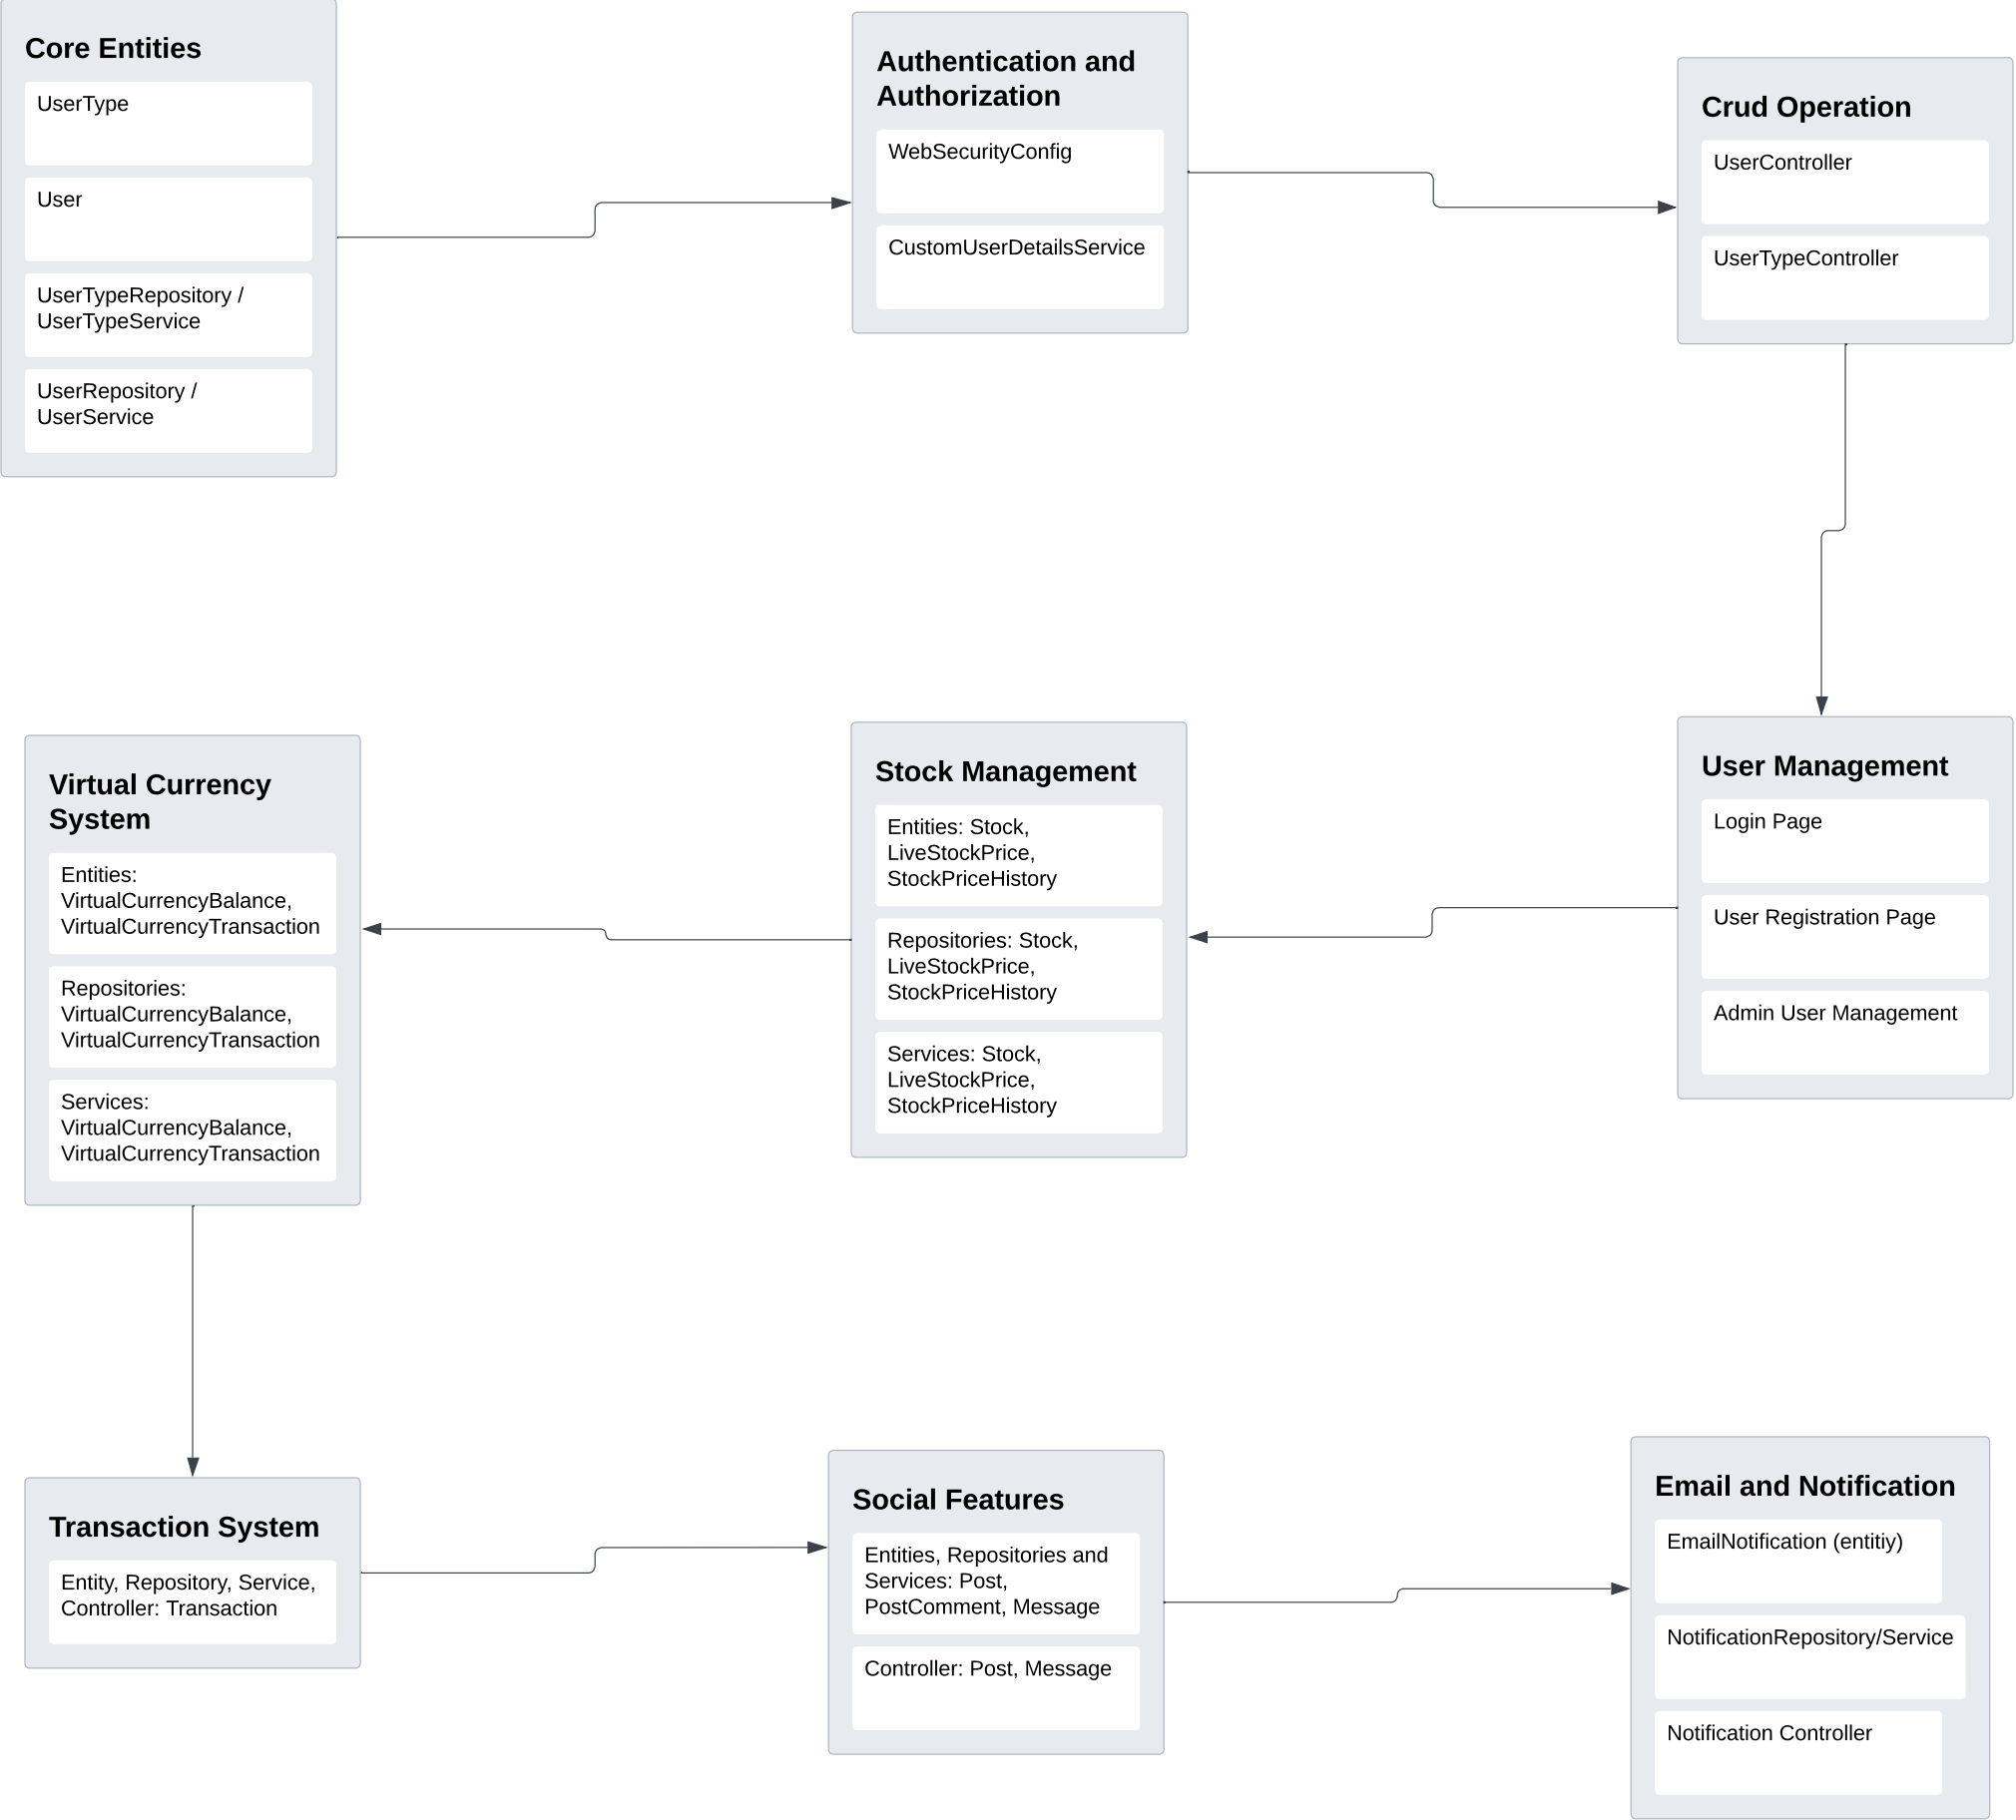 Core Entities
UserType
User
UserTypeRepository /
UserTypeService
UserRepository /
UserService
Authentication and
Authorization
WebSecurityConfig
CustomUserDetailsService
Crud Operation
UserController
UserTypeController
User Management
Login Page
User Registration Page
Admin User Management
Stock Management
Entities: Stock,
LiveStockPrice,
StockPriceHistory
Repositories: Stock,
LiveStockPrice,
StockPriceHistory
Services: Stock,
LiveStockPrice,
StockPriceHistory
Virtual Currency
System
Entities:
VirtualCurrencyBalance,
VirtualCurrencyTransaction
Repositories:
VirtualCurrencyBalance,
VirtualCurrencyTransaction
Services:
VirtualCurrencyBalance,
VirtualCurrencyTransaction
Transaction System
Entity, Repository, Service,
Controller: Transaction
Social Features
Entities, Repositories and
Services: Post,
PostComment, Message
Controller: Post, Message
Email and Notification
EmailNotification (entitiy)
NotificationRepository/Service
Notification Controller